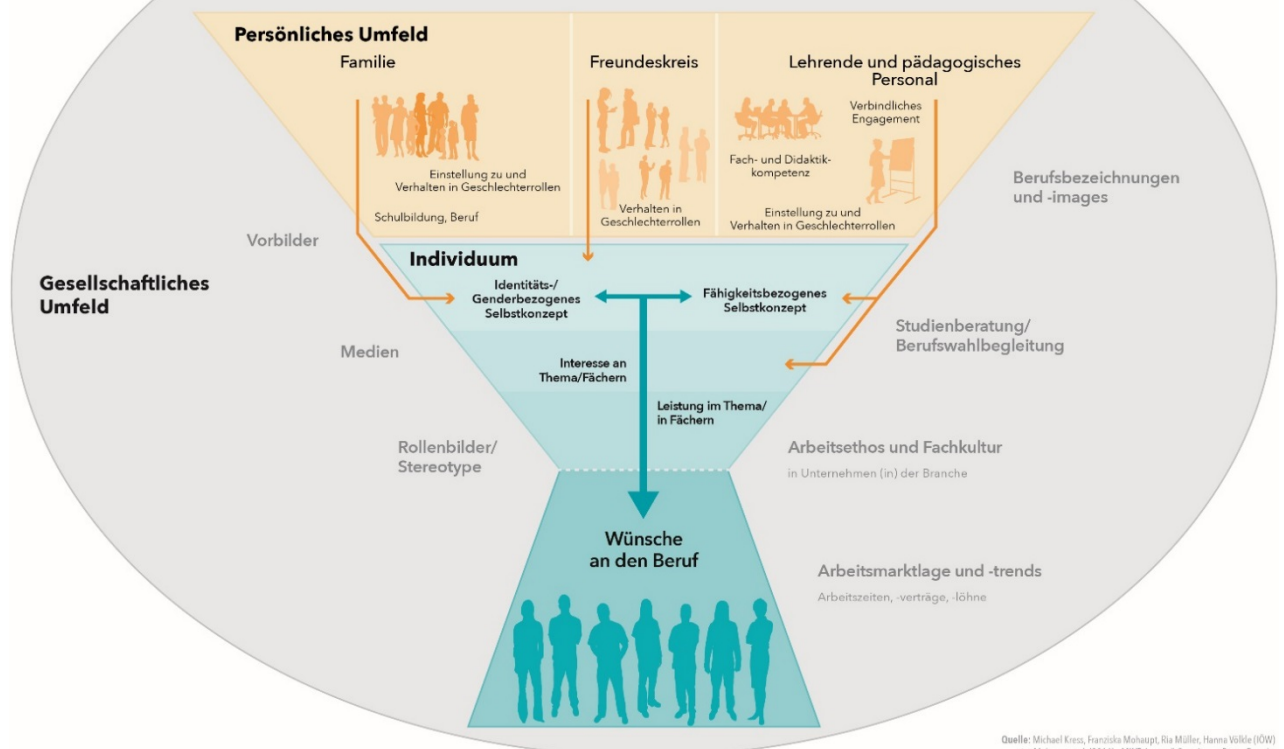 Persönliches Umfeld
Familie
Einstellung zu und
Verhalten in Geschlechterrollen
Schulbildung, Beruf
Freundeskreis
Verhalten in
Geschlechterrollen
Lehrende und pädagogisches
Personal
Verbindliches
Engagement
Fach- und Didaktik-
kompetenz
Einstellung zu und
Verhalten in Geschlechterrollen
Individuum
Identitäts-/
Genderbezogenes
Selbstkonzept
Fähigkeitsbezogenes
Selbstkonzept
Interesse an
Thema/Fächern
Leistung im Thema/
in Fächern
Wünsche
an den Beruf
Gesellschaftliches
Umfeld
Vorbilder
Medien
Rollenbilder/
Stereotype
Berufsbezeichnungen
und -images
Studienberatung/
Berufswahlbegleitung
Arbeitsethos und Fachkultur
in Unternehmen (in) der Branche
Arbeitsmarktlage und -trends
Arbeitszeiten, -verträge, -löhne
Quelle: Michael Kress, Franziska Mohaupt, Ria Müller, Hanna Völkle (IÖW)